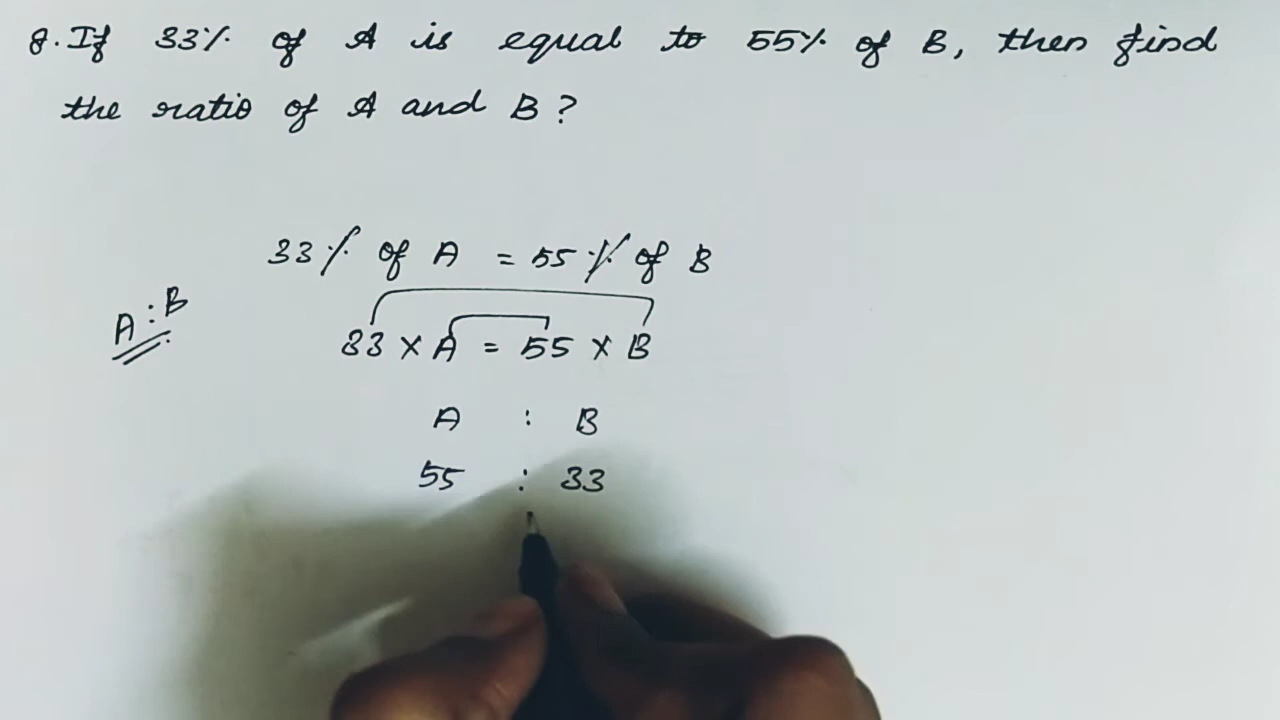 8. If 33% of A is equal to 55% of B, then find
the ratio of A and B?
33% of A = 55% of B
A : B
33 × A = 55 × B
A : B
55 : 33